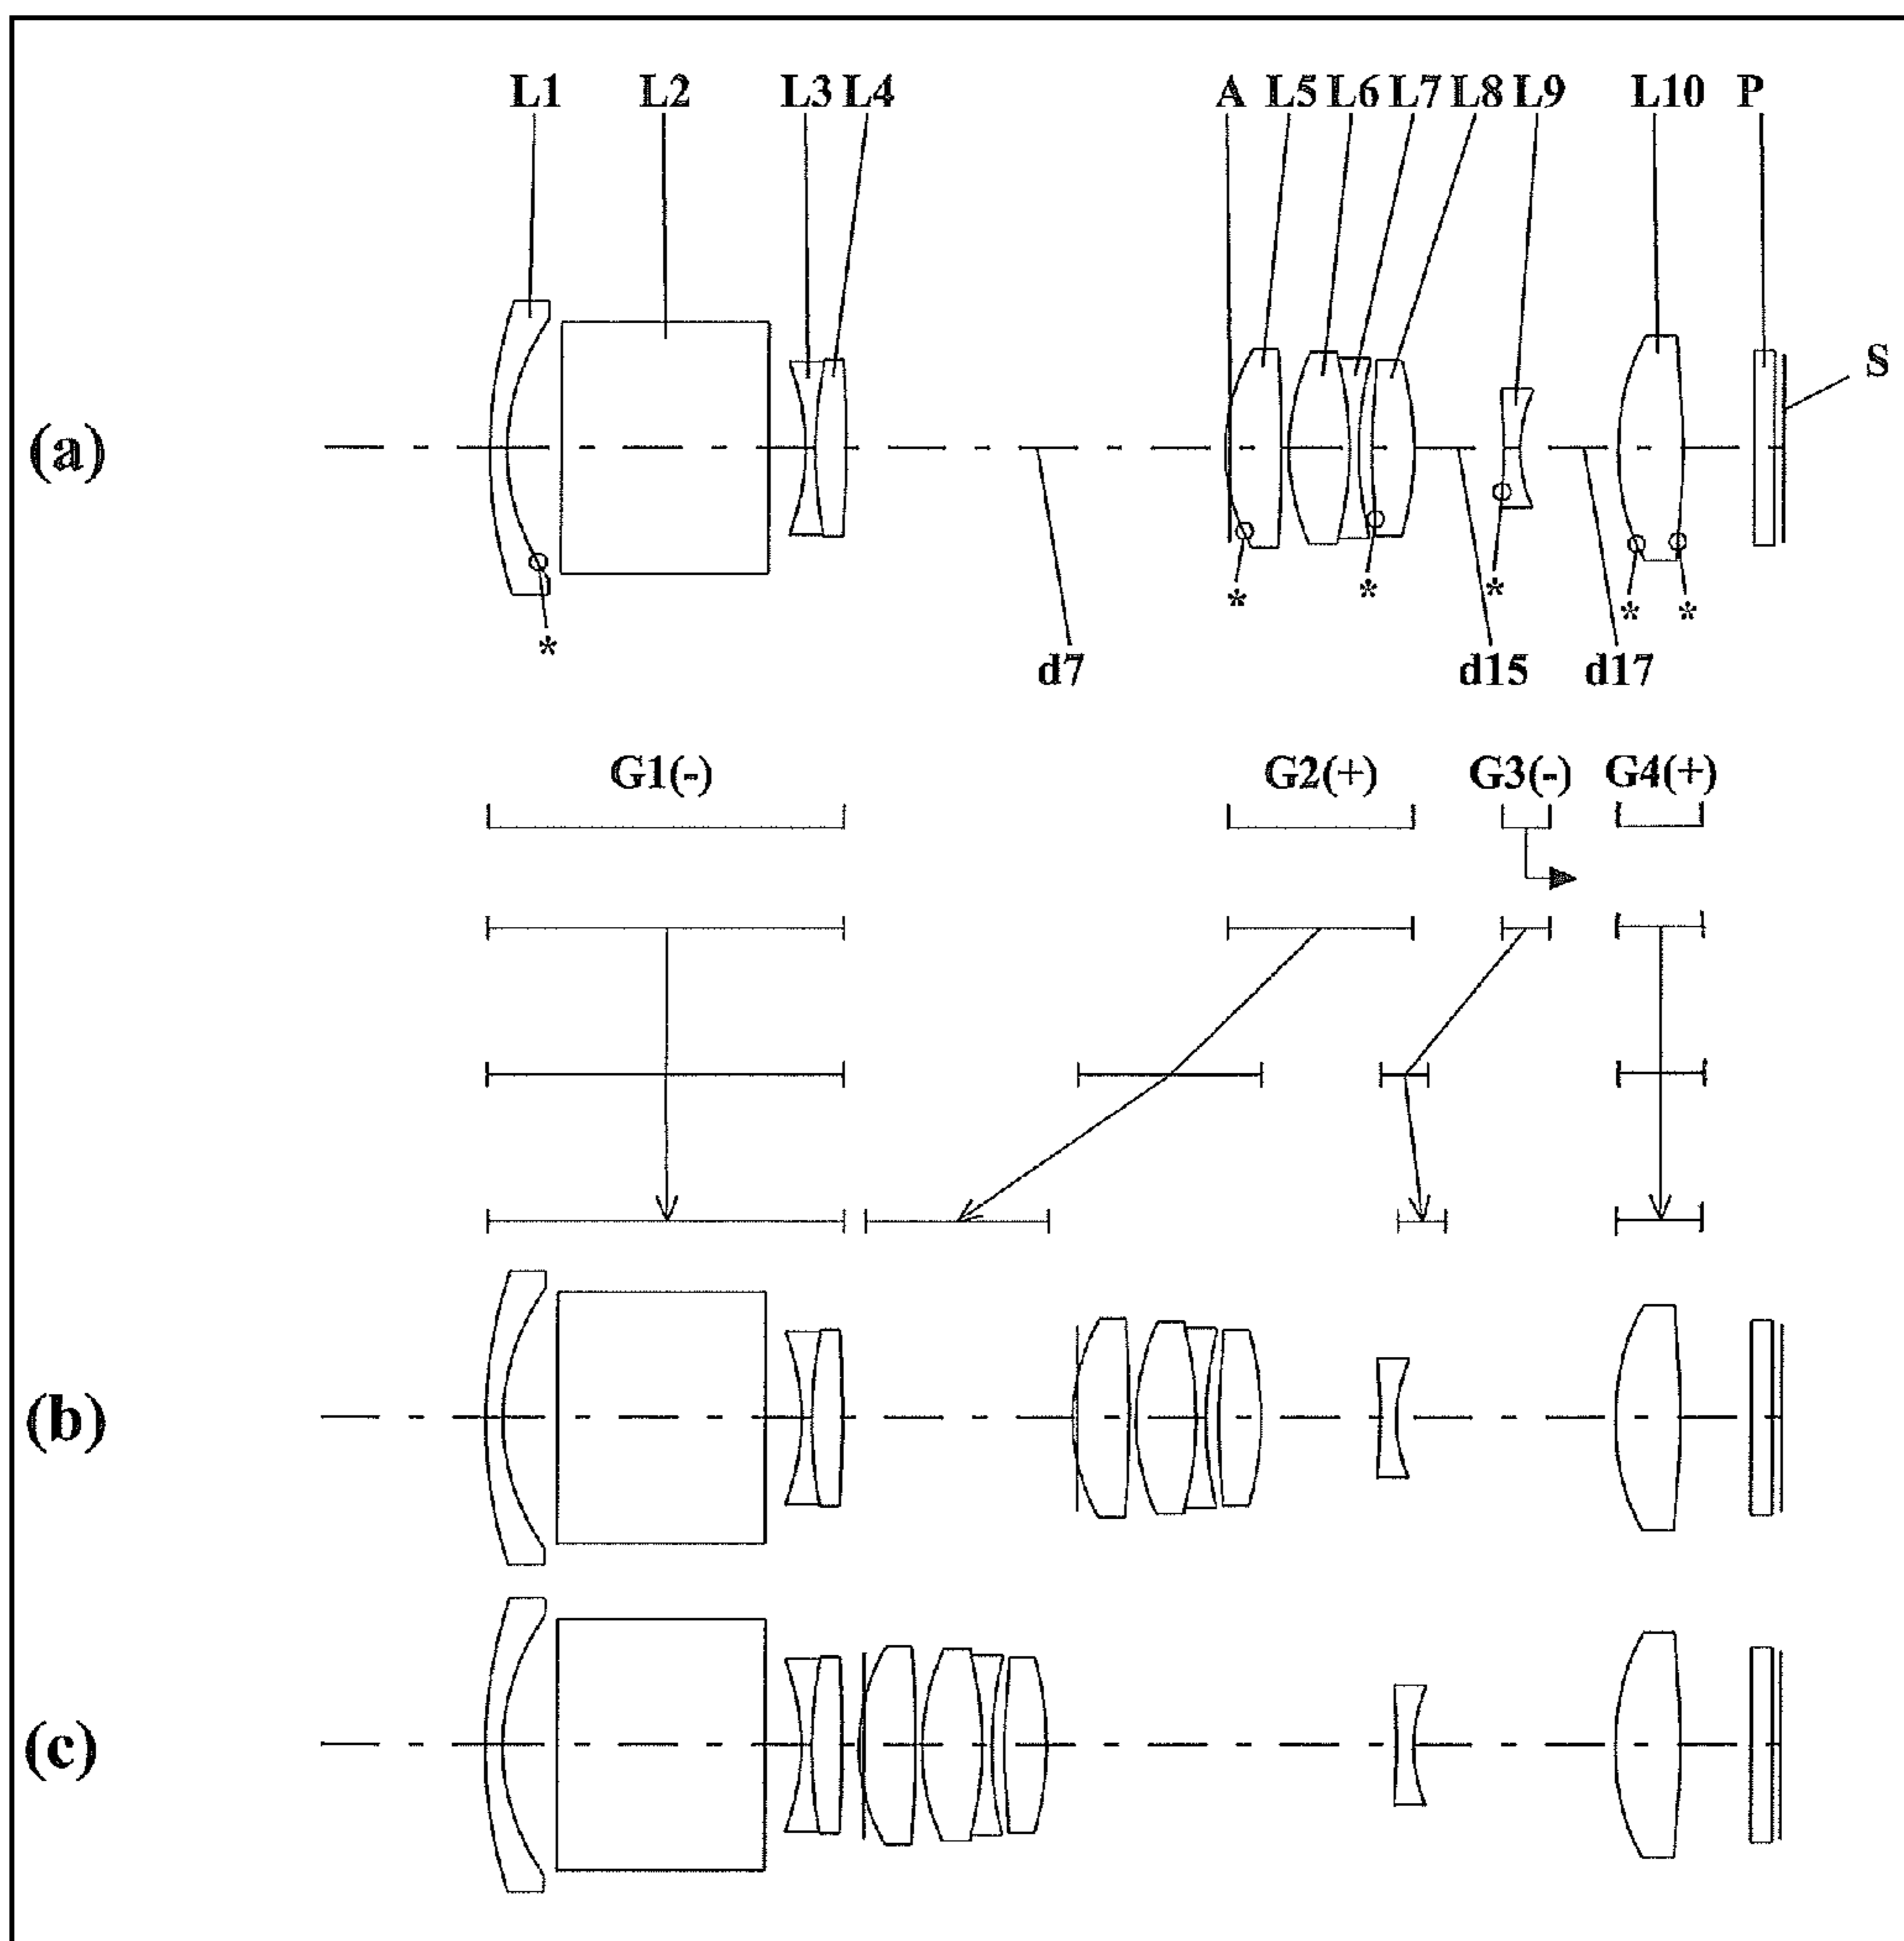 L1 L2 L3 L4 A L5 L6 L7 L8 L9 L10 P
S
(a)
* * * * * *
d7 d15 d17
G1(-) G2(+) G3(-) G4(+)
(b)
(c)